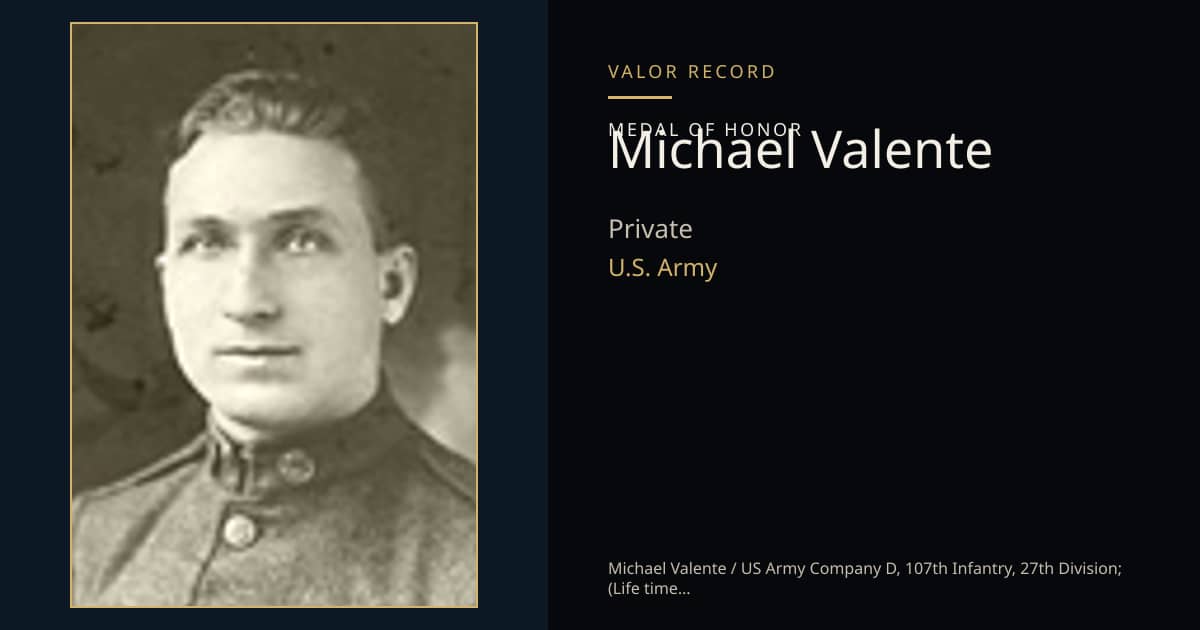 VALOR RECORD
MEDAL OF HONOR
Michael Valente
Private
U.S. Army
Michael Valente / US Army Company D, 107th Infantry, 27th Division;
(Life time...